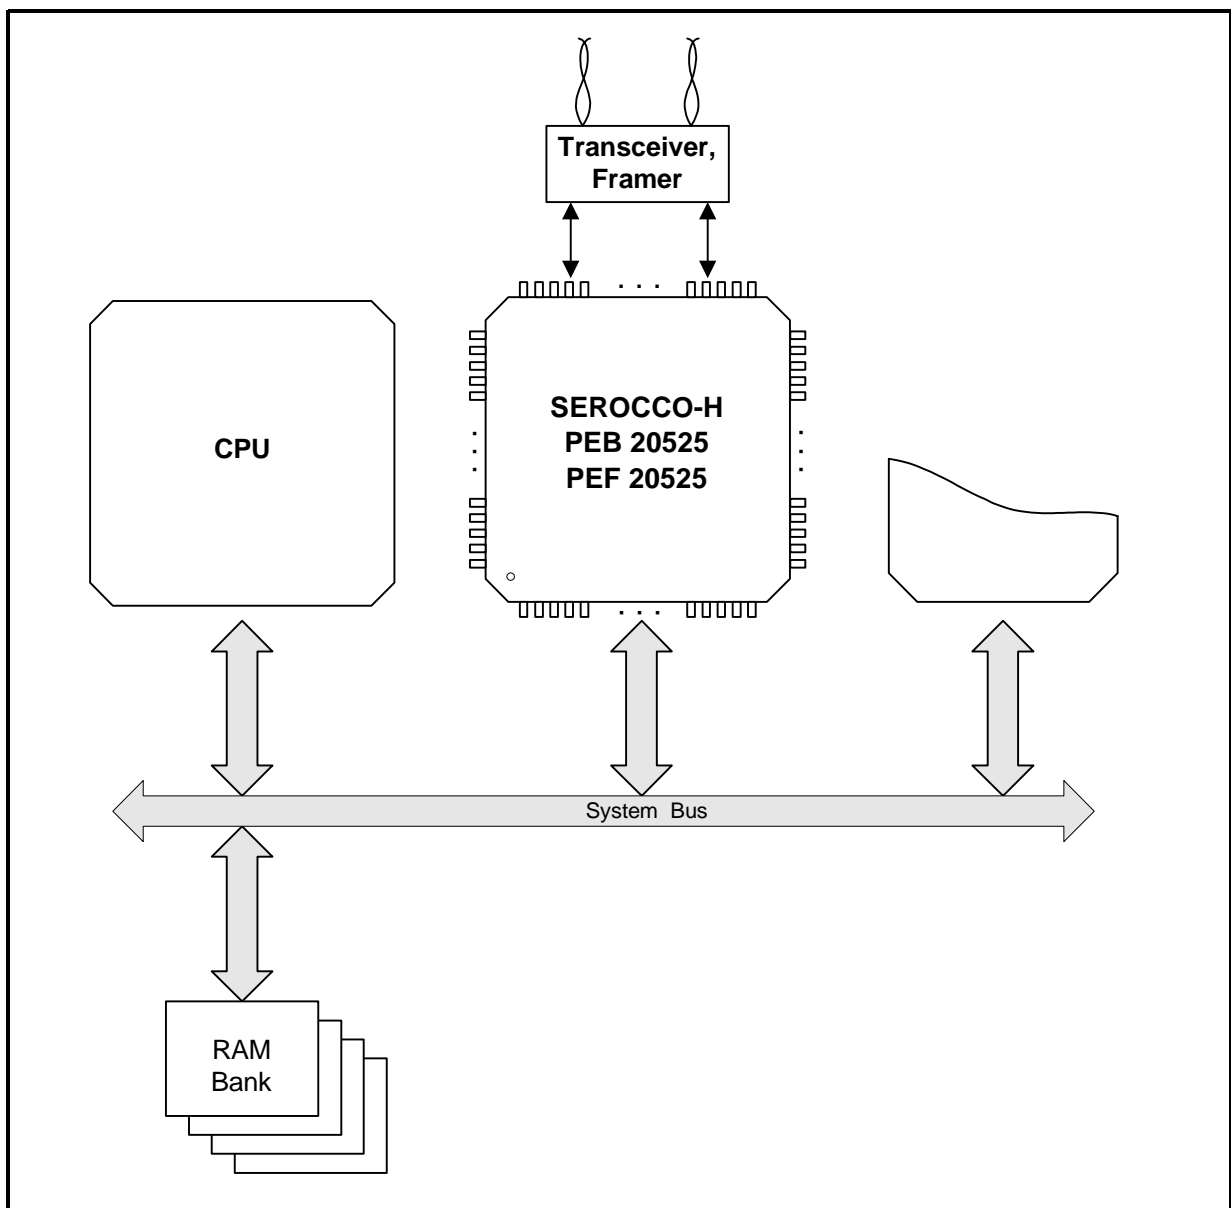 Transceiver,
Framer
SEROCCO-H
PEB 20525
PEF 20525
CPU
System Bus
RAM
Bank